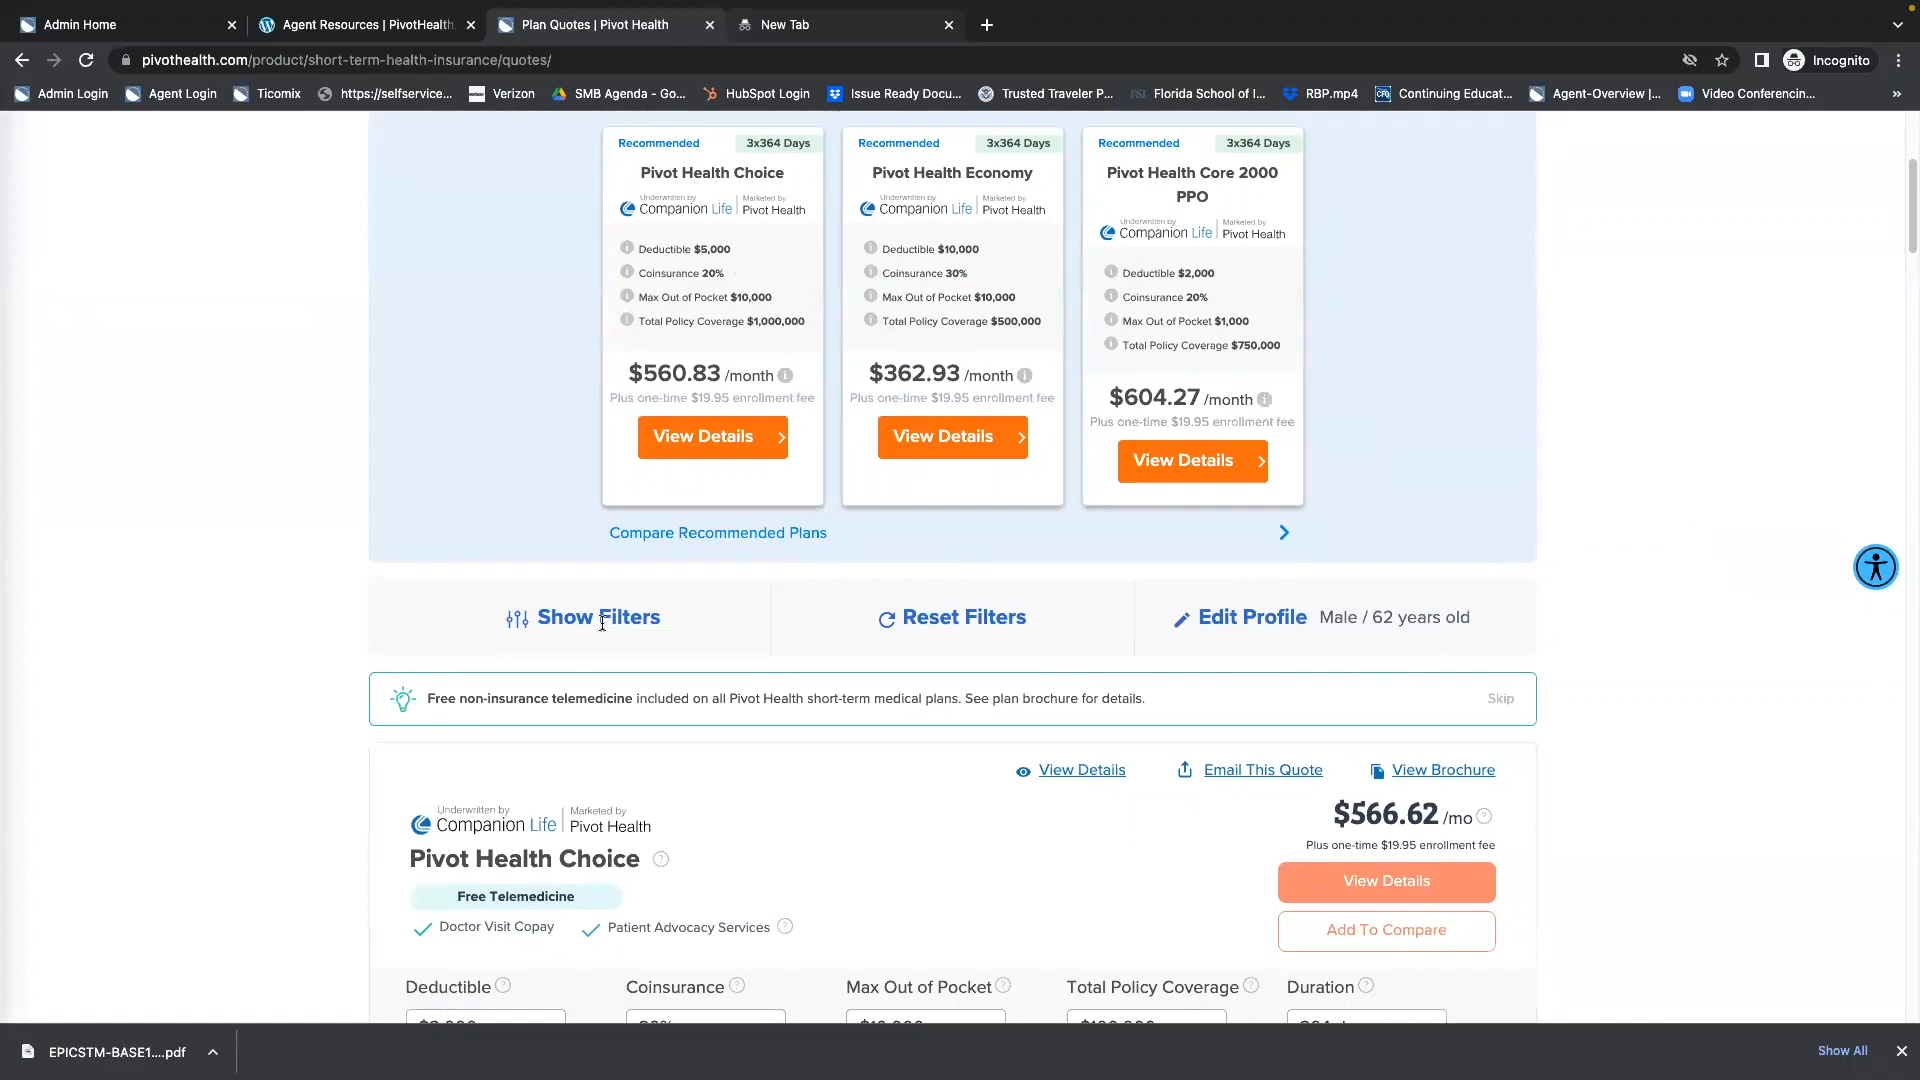 Admin Home
Agent Resources | PivotHealth.
Plan Quotes | Pivot Health
New Tab
pivothealth.com/product/short-term-health-insurance/quotes/
Incognito
Admin Login
Agent Login
Ticomix
https://selfservice...
Verizon
SMB Agenda - Go...
HubSpot Login
Issue Ready Docu...
Trusted Traveler P...
Florida School of I...
RBP.mp4
Continuing Educat...
Agent-Overview |...
Video Conferencin...
»
Recommended 3x364 Days
Pivot Health Choice
Underwritten by Marketed by
Companion Life Pivot Health
Deductible $5,000
Coinsurance 20%
Max Out of Pocket $10,000
Total Policy Coverage $1,000,000
$560.83 /month
Plus one-time $19.95 enrollment fee
View Details
Recommended 3x364 Days
Pivot Health Economy
Underwritten by Marketed by
Companion Life Pivot Health
Deductible $10,000
Coinsurance 30%
Max Out of Pocket $10,000
Total Policy Coverage $500,000
$362.93 /month
Plus one-time $19.95 enrollment fee
View Details
Recommended 3x364 Days
Pivot Health Core 2000
PPO
Underwritten by Marketed by
Companion Life Pivot Health
Deductible $2,000
Coinsurance 20%
Max Out of Pocket $1,000
Total Policy Coverage $750,000
$604.27 /month
Plus one-time $19.95 enrollment fee
View Details
Compare Recommended Plans
Show Filters
Reset Filters
Edit Profile Male / 62 years old
Free non-insurance telemedicine included on all Pivot Health short-term medical plans. See plan brochure for details. Skip
View Details Email This Quote View Brochure
Underwritten by Marketed by
Companion Life Pivot Health
$566.62 /mo
Plus one-time $19.95 enrollment fee
Pivot Health Choice
View Details
Free Telemedicine
Doctor Visit Copay Patient Advocacy Services
Add To Compare
Deductible Coinsurance Max Out of Pocket Total Policy Coverage Duration
EPICSTM-BASE1....pdf
Show All